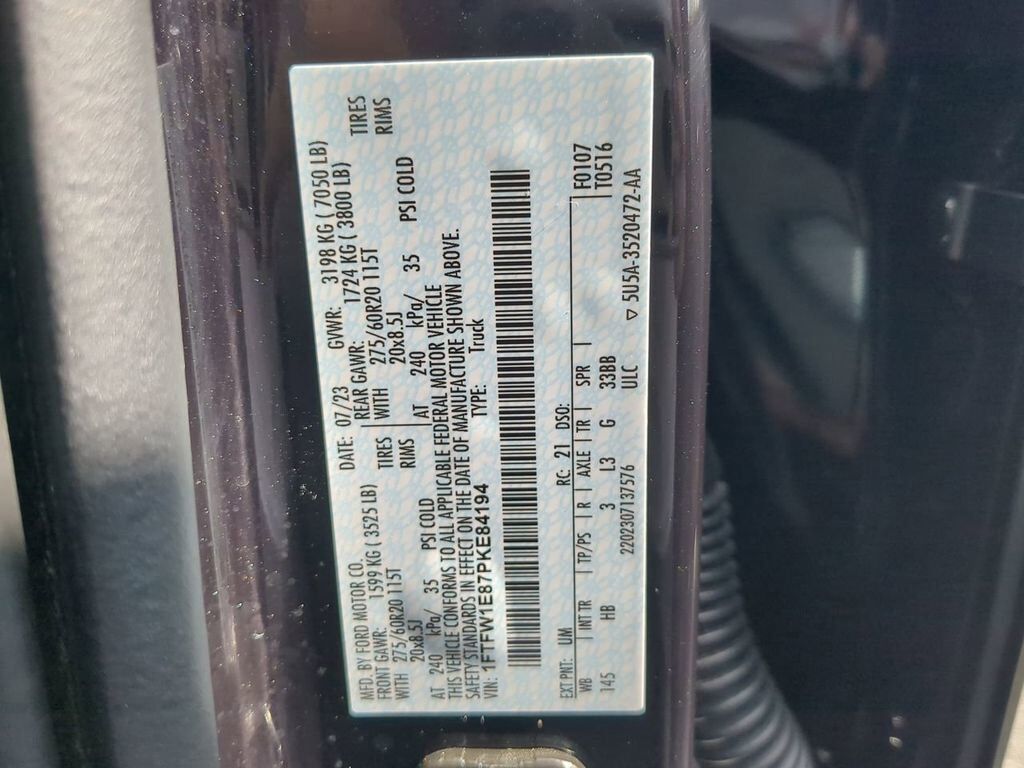 MFD. BY FORD MOTOR CO. DATE: 07/23 GVWR: 3198 KG ( 7050 LB)
FRONT GAWR: 1599 KG ( 3525 LB) REAR GAWR: 1724 KG ( 3800 LB)
WITH 275/60R20 115T TIRES WITH 275/60R20 115T TIRES
20x8.5J RIMS 20x8.5J RIMS
AT 240 kPa/ 35 PSI COLD AT 240 kPa/ 35 PSI COLD
THIS VEHICLE CONFORMS TO ALL APPLICABLE FEDERAL MOTOR VEHICLE
SAFETY STANDARDS IN EFFECT ON THE DATE OF MANUFACTURE SHOWN ABOVE.
VIN: 1FTFW1E87PKE84194 TYPE: Truck
EXT PNT: UM RC: 21 DSO: F0107
WB INT TR TP/PS R AXLE TR SPR T0516
145 HB 3 L3 G 33BB
2202307137576 ULC ▽ 5U5A-3520472-AA